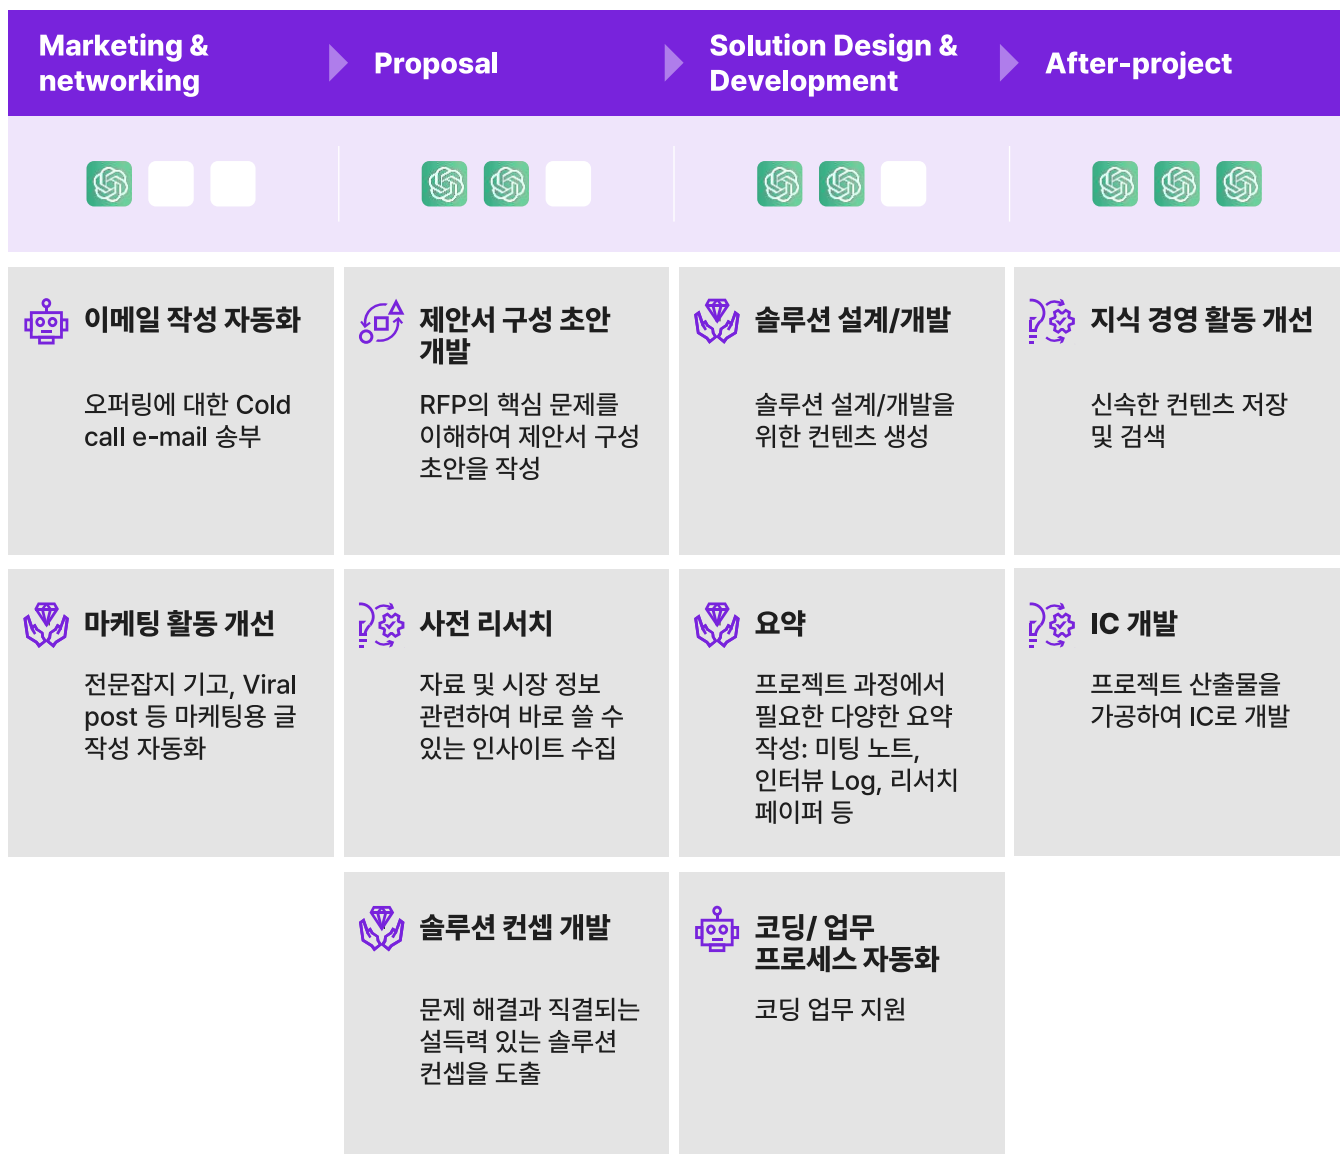 Marketing &
networking
Proposal
Solution Design &
Development
After-project
이메일 작성 자동화
오퍼링에 대한 Cold
call e-mail 송부
제안서 구성 초안
개발
RFP의 핵심 문제를
이해하여 제안서 구성
초안을 작성
솔루션 설계/개발
솔루션 설계/개발을
위한 컨텐츠 생성
지식 경영 활동 개선
신속한 컨텐츠 저장
및 검색
마케팅 활동 개선
전문잡지 기고, Viral
post 등 마케팅용 글
작성 자동화
사전 리서치
자료 및 시장 정보
관련하여 바로 쓸 수
있는 인사이트 수집
요약
프로젝트 과정에서
필요한 다양한 요약
작성: 미팅 노트,
인터뷰 Log, 리서치
페이퍼 등
IC 개발
프로젝트 산출물을
가공하여 IC로 개발
솔루션 컨셉 개발
문제 해결과 직결되는
설득력 있는 솔루션
컨셉을 도출
코딩/ 업무
프로세스 자동화
코딩 업무 지원